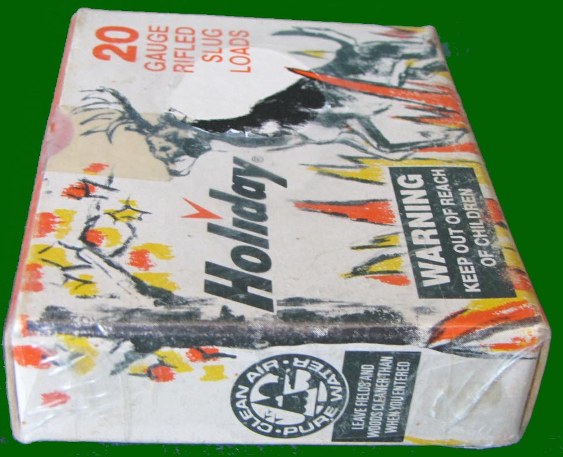 20
GAUGE
RIFLED
SLUG
LOADS
Holiday®
WARNING
KEEP OUT OF REACH
OF CHILDREN
CLEAN AIR • PURE WATER •
LEAVE FIELDS AND
WOODS CLEANER THAN
WHEN YOU ENTERED